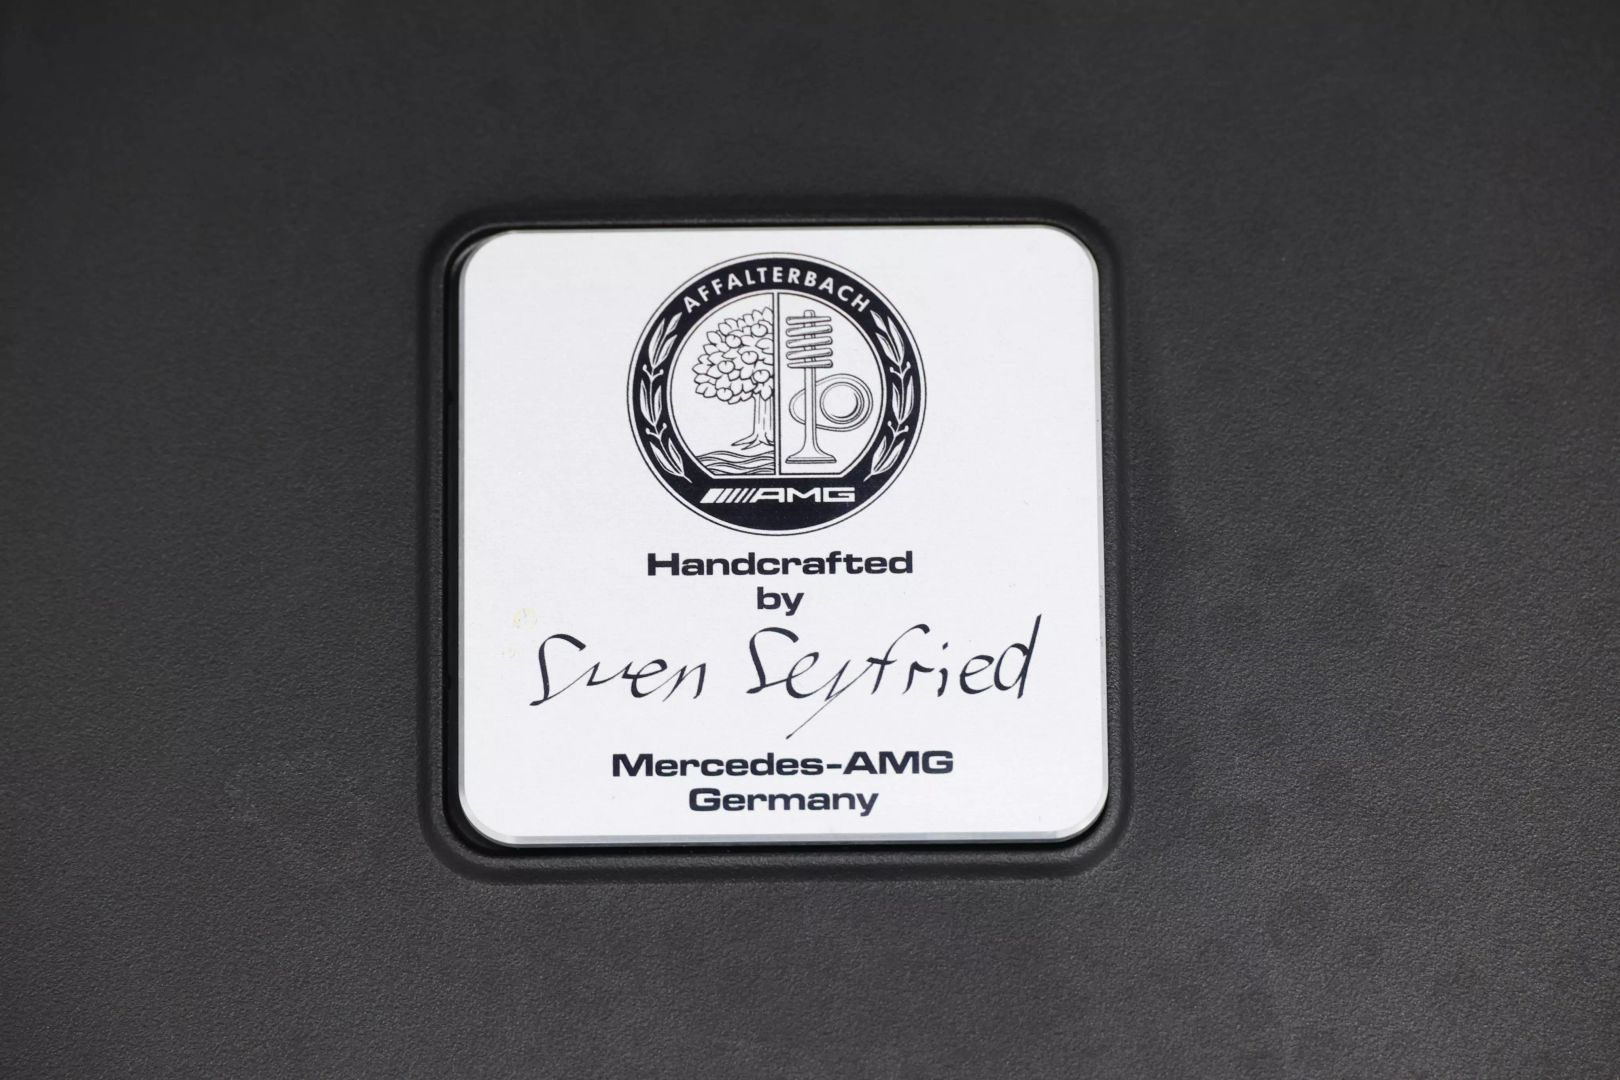 AFFALTERBACH
AMG
Handcrafted
by
Sven Seyfried
Mercedes-AMG
Germany